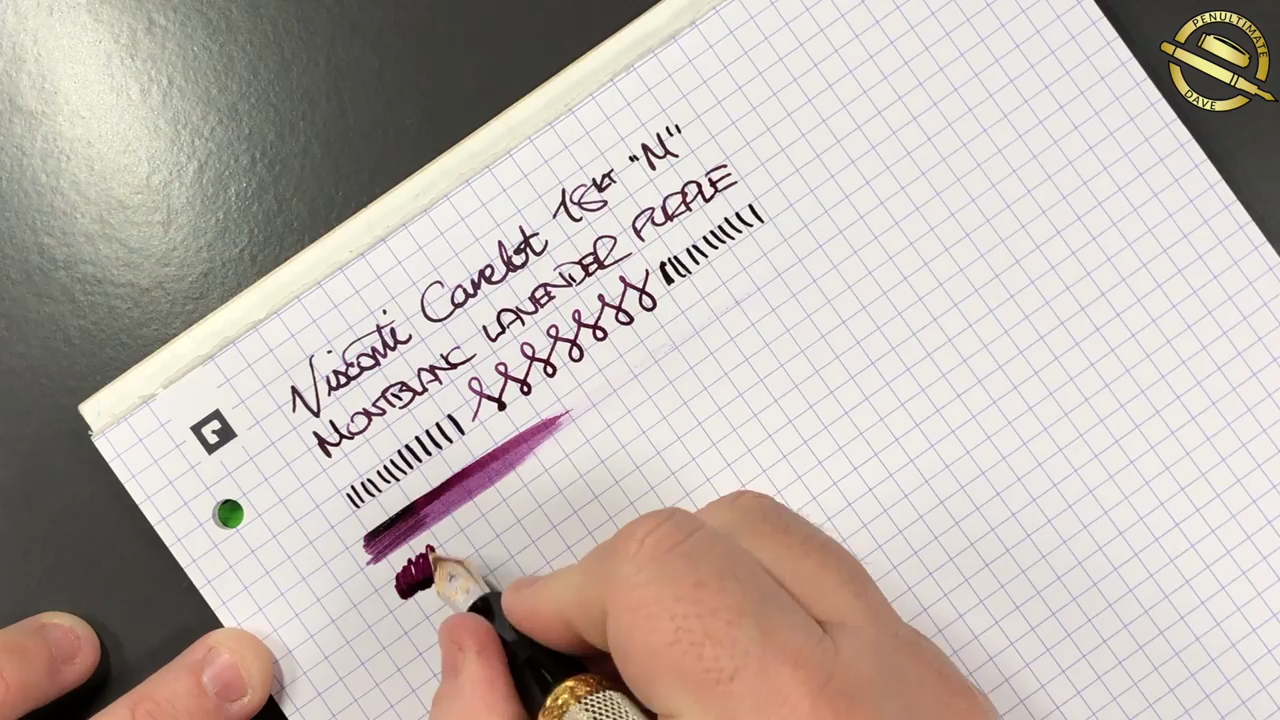 Visconti Camelot 18KT "M"
MONTBLANC LAVENDER PURPLE
PENULTIMATE
DAVE